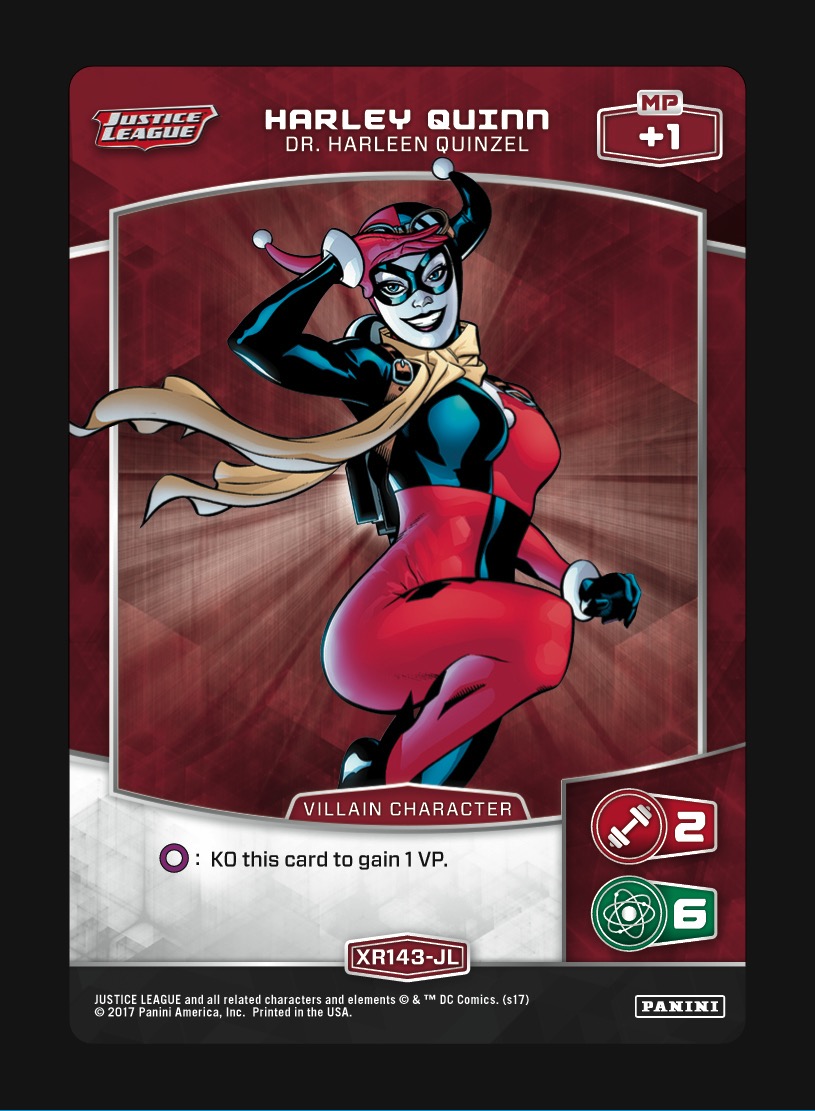 JUSTICE
LEAGUE
HARLEY QUINN
DR. HARLEEN QUINZEL
MP
+1
VILLAIN CHARACTER
: KO this card to gain 1 VP.
2
6
XR143-JL
JUSTICE LEAGUE and all related characters and elements © & ™ DC Comics. (s17)
© 2017 Panini America, Inc. Printed in the USA.
PANINI